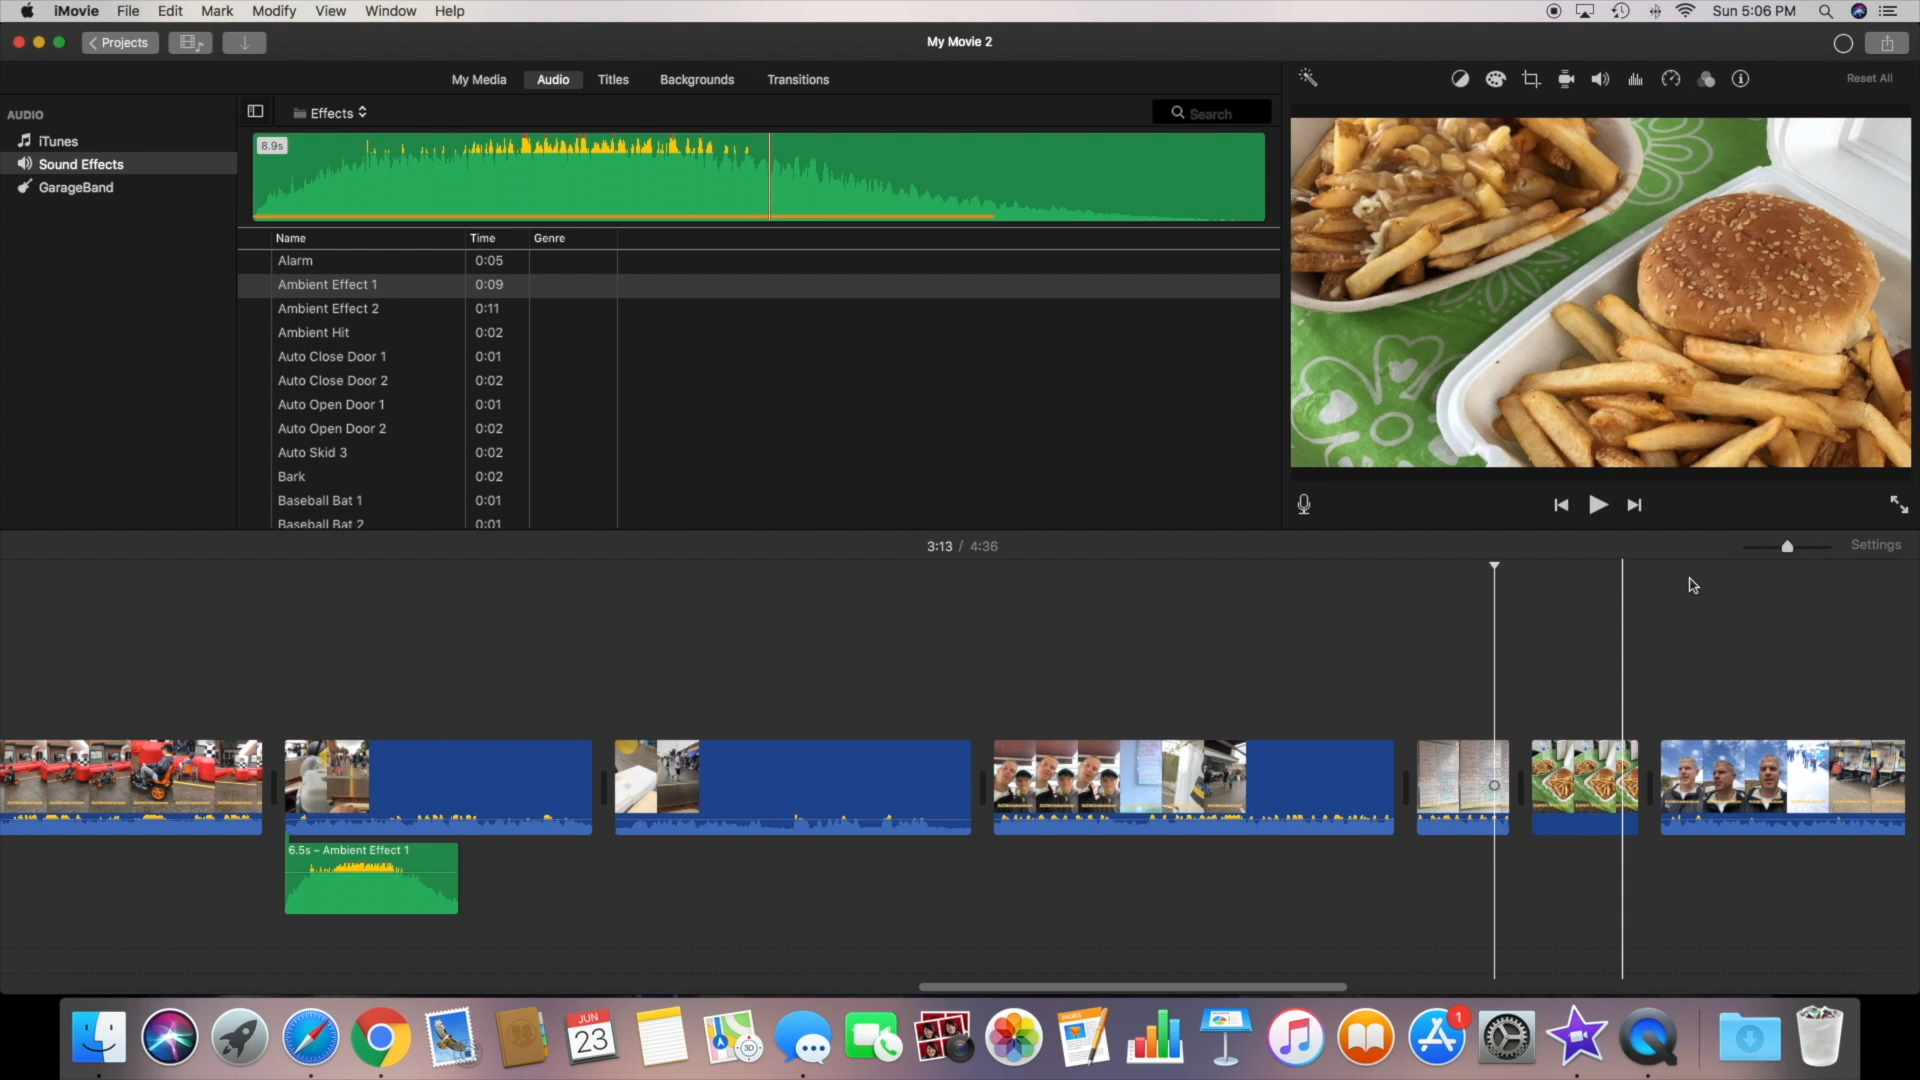 iMovie File Edit Mark Modify View Window Help
Sun 5:06 PM
Projects
My Movie 2
My Media Audio Titles Backgrounds Transitions
Reset All
AUDIO
iTunes
Sound Effects
GarageBand
Effects
Search
8.9s
Name Time Genre
Alarm 0:05
Ambient Effect 1 0:09
Ambient Effect 2 0:11
Ambient Hit 0:02
Auto Close Door 1 0:01
Auto Close Door 2 0:02
Auto Open Door 1 0:01
Auto Open Door 2 0:02
Auto Skid 3 0:02
Bark 0:02
Baseball Bat 1 0:01
Baseball Bat 2 0:01
3:13 / 4:36
Settings
6.5s – Ambient Effect 1
JUN
23
PAGES
3D
1